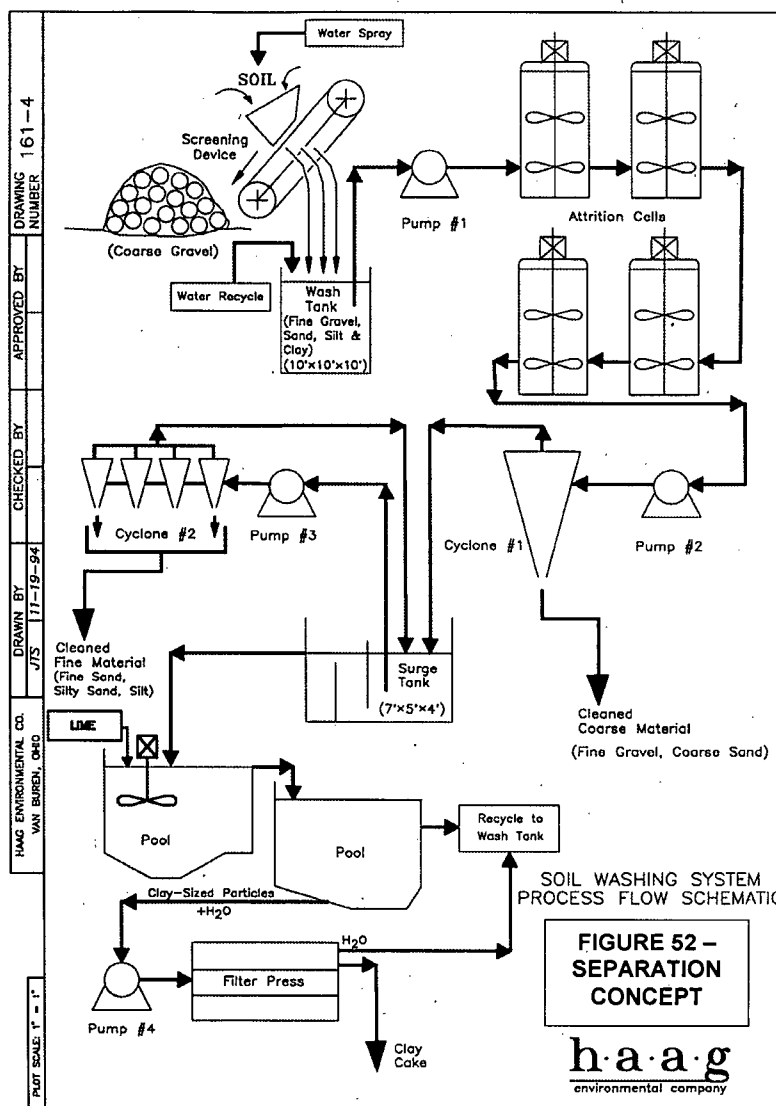 DRAWING
NUMBER 161-4
APPROVED BY
CHECKED BY
DRAWN BY
JTS 11-19-94
HAAG ENVIRONMENTAL CO.
VAN BUREN, OHIO
PLOT SCALE: 1" = 1"
Water Spray
SOIL
Screening
Device
(Coarse Gravel)
Water Recycle
Wash
Tank
(Fine Gravel,
Sand, Silt &
Clay)
(10'×10'×10')
Pump #1
Attrition Cells
Cyclone #2
Pump #3
Cyclone #1
Pump #2
Cleaned
Fine Material
(Fine Sand,
Silty Sand, Silt)
Surge
Tank
(7'×5'×4')
Cleaned
Coarse Material
(Fine Gravel, Coarse Sand)
LIME
Pool
Pool
Recycle to
Wash Tank
Clay-Sized Particles
+H₂O
H₂O
Filter Press
Pump #4
Clay
Cake
SOIL WASHING SYSTEM
PROCESS FLOW SCHEMATIC
FIGURE 52 –
SEPARATION
CONCEPT
h·a·a·g
environmental company